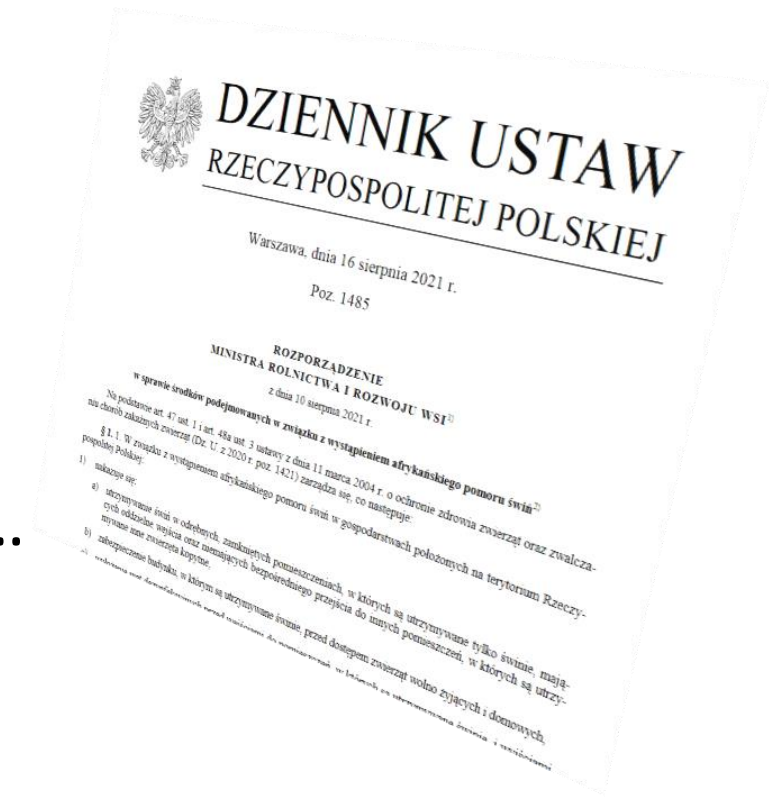 DZIENNIK USTAW
RZECZYPOSPOLITEJ POLSKIEJ
Warszawa, dnia 16 sierpnia 2021 r.
Poz. 1485
ROZPORZĄDZENIE
MINISTRA ROLNICTWA I ROZWOJU WSI1)
z dnia 10 sierpnia 2021 r.
w sprawie środków podejmowanych w związku z wystąpieniem afrykańskiego pomoru świń2)
Na podstawie art. 47 ust. 1 i art. 48a ust. 3 ustawy z dnia 11 marca 2004 r. o ochronie zdrowia zwierząt oraz zwalcza-
niu chorób zakaźnych zwierząt (Dz. U. z 2020 r. poz. 1421) zarządza się, co następuje:
§ 1. 1. W związku z wystąpieniem afrykańskiego pomoru świń w gospodarstwach położonych na terytorium Rzeczy-
pospolitej Polskiej:
1) nakazuje się:
a) utrzymywanie świń w odrębnych, zamkniętych pomieszczeniach, w których są utrzymywane tylko świnie, mają-
cych oddzielne wejścia oraz niemających bezpośredniego przejścia do innych pomieszczeń, w których są utrzy-
mywane inne zwierzęta kopytne,
b) zabezpieczenie budynku, w którym są utrzymywane świnie, przed dostępem zwierząt wolno żyjących i domowych,
..